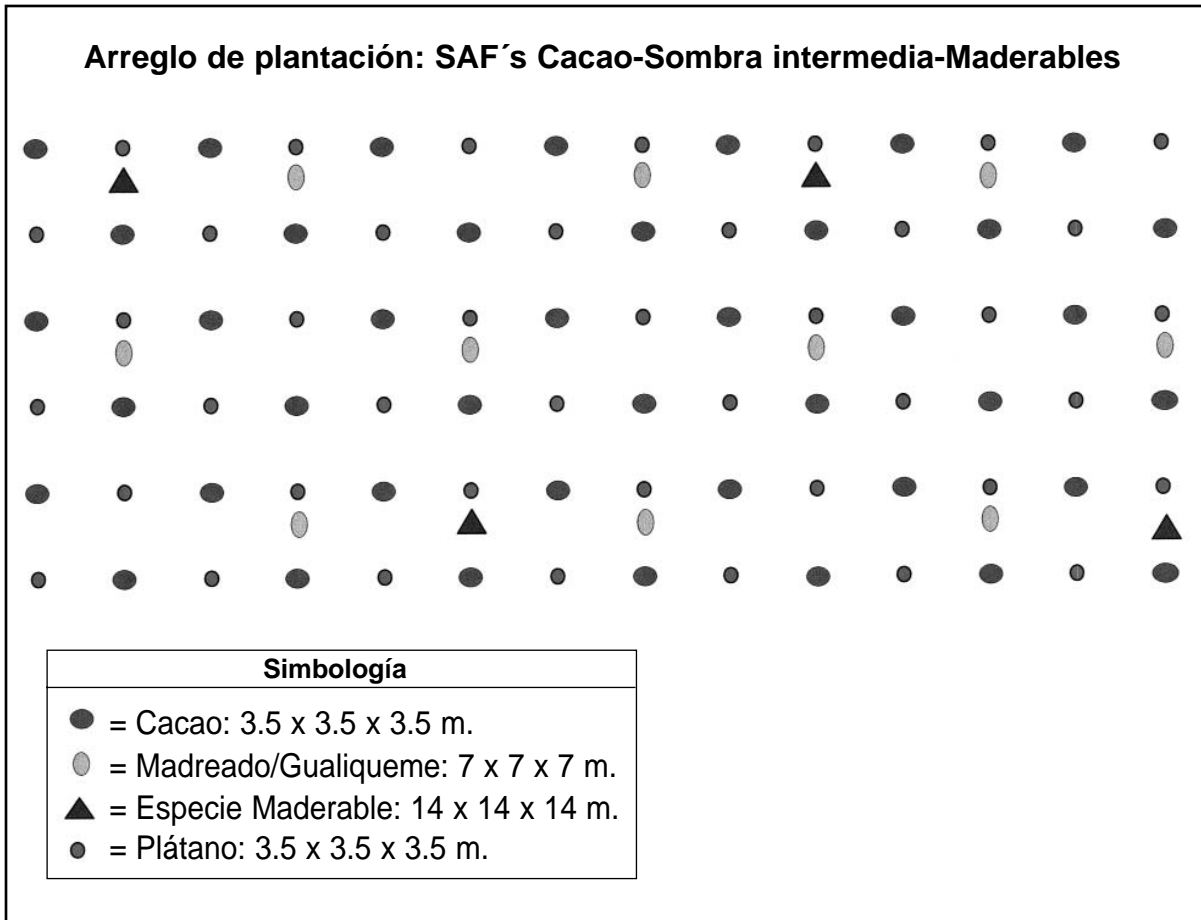 Arreglo de plantación: SAF´s Cacao-Sombra intermedia-Maderables
Simbología
= Cacao: 3.5 x 3.5 x 3.5 m.
= Madreado/Gualiqueme: 7 x 7 x 7 m.
= Especie Maderable: 14 x 14 x 14 m.
= Plátano: 3.5 x 3.5 x 3.5 m.